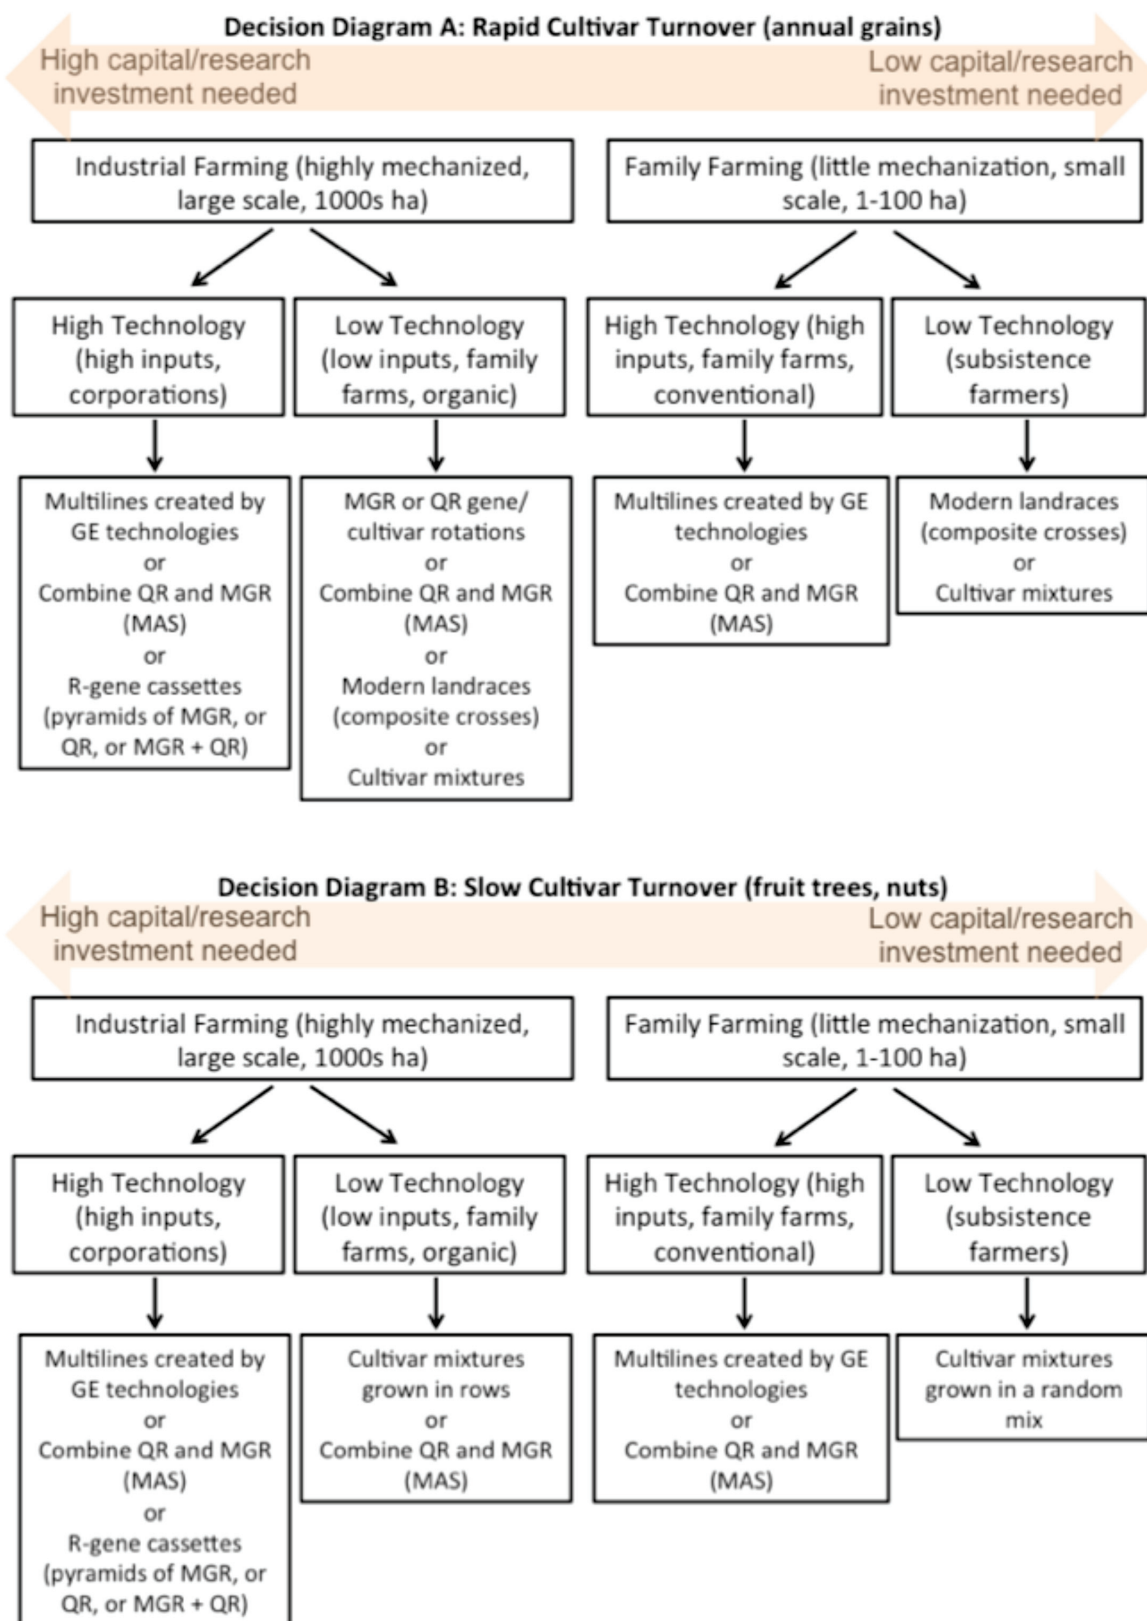 Decision Diagram A: Rapid Cultivar Turnover (annual grains)
High capital/research
investment needed
Low capital/research
investment needed
Industrial Farming (highly mechanized,
large scale, 1000s ha)
Family Farming (little mechanization, small
scale, 1-100 ha)
High Technology
(high inputs,
corporations)
Low Technology
(low inputs, family
farms, organic)
High Technology (high
inputs, family farms,
conventional)
Low Technology
(subsistence
farmers)
Multilines created by
GE technologies
or
Combine QR and MGR
(MAS)
or
R-gene cassettes
(pyramids of MGR, or
QR, or MGR + QR)
MGR or QR gene/
cultivar rotations
or
Combine QR and MGR
(MAS)
or
Modern landraces
(composite crosses)
or
Cultivar mixtures
Multilines created by GE
technologies
or
Combine QR and MGR
(MAS)
Modern landraces
(composite crosses)
or
Cultivar mixtures
Decision Diagram B: Slow Cultivar Turnover (fruit trees, nuts)
High capital/research
investment needed
Low capital/research
investment needed
Industrial Farming (highly mechanized,
large scale, 1000s ha)
Family Farming (little mechanization, small
scale, 1-100 ha)
High Technology
(high inputs,
corporations)
Low Technology
(low inputs, family
farms, organic)
High Technology (high
inputs, family farms,
conventional)
Low Technology
(subsistence
farmers)
Multilines created by
GE technologies
or
Combine QR and MGR
(MAS)
or
R-gene cassettes
(pyramids of MGR, or
QR, or MGR + QR)
Cultivar mixtures
grown in rows
or
Combine QR and MGR
(MAS)
Multilines created by GE
technologies
or
Combine QR and MGR
(MAS)
Cultivar mixtures
grown in a random
mix